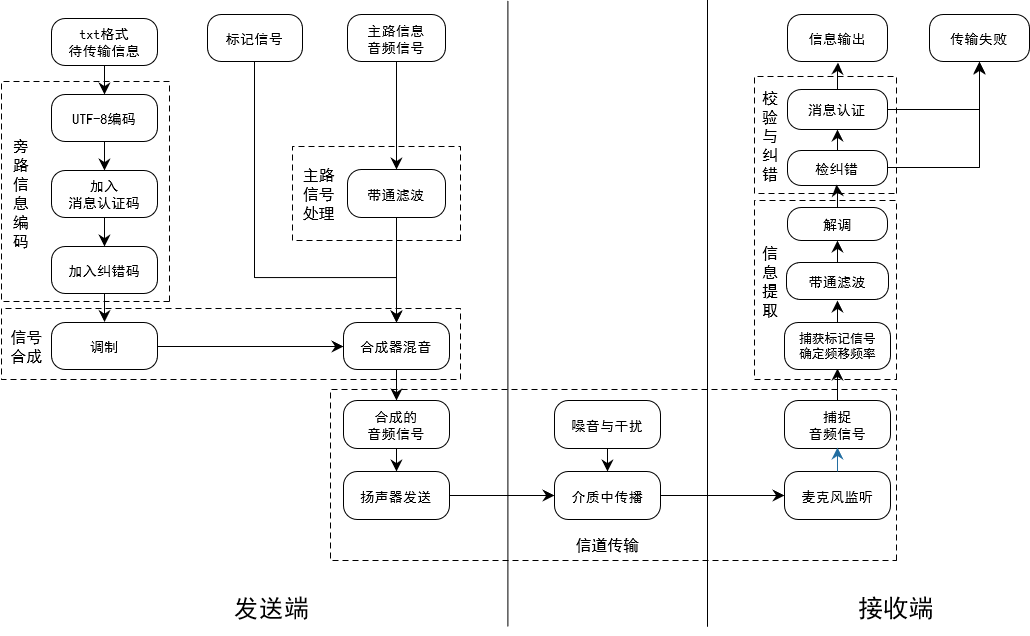 txt格式
待传输信息
标记信号
主路信息
音频信号
旁
路
信
息
编
码
UTF-8编码
加入
消息认证码
加入纠错码
主路
信号
处理
带通滤波
信号
合成
调制
合成器混音
合成的
音频信号
扬声器发送
噪音与干扰
介质中传播
信道传输
麦克风监听
捕捉
音频信号
捕获标记信号
确定频移频率
带通滤波
解调
信
息
提
取
检纠错
消息认证
校
验
与
纠
错
信息输出
传输失败
发送端
接收端